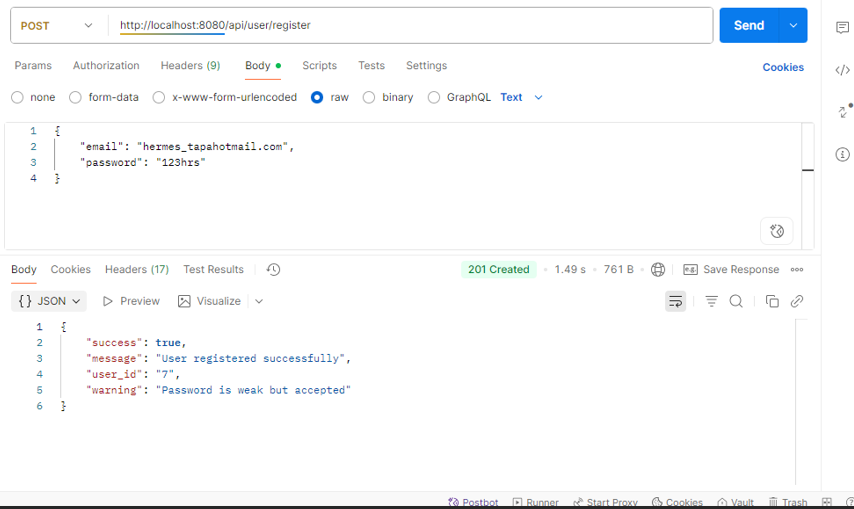 POST http://localhost:8080/api/user/register Send
Params Authorization Headers (9) Body Scripts Tests Settings Cookies
none form-data x-www-form-urlencoded raw binary GraphQL Text
1 {
2 "email": "hermes_tapahotmail.com",
3 "password": "123hrs"
4 }
Body Cookies Headers (17) Test Results 201 Created • 1.49 s • 761 B • Save Response
{} JSON Preview Visualize
1 {
2 "success": true,
3 "message": "User registered successfully",
4 "user_id": "7",
5 "warning": "Password is weak but accepted"
6 }
Postbot Runner Start Proxy Cookies Vault Trash